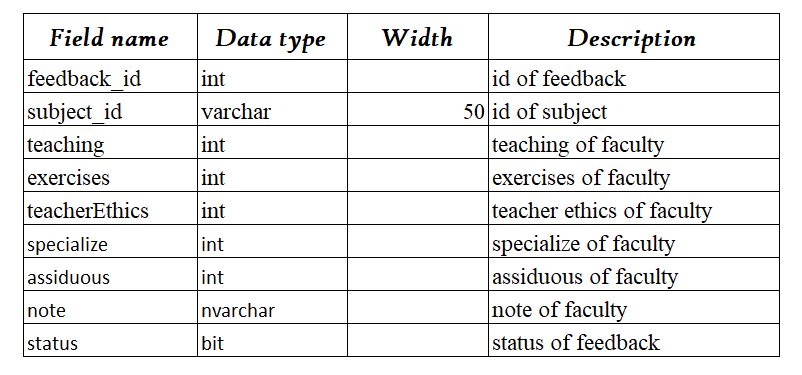 Field name Data type Width Description
feedback_id int id of feedback
subject_id varchar 50 id of subject
teaching int teaching of faculty
exercises int exercises of faculty
teacherEthics int teacher ethics of faculty
specialize int specialize of faculty
assiduous int assiduous of faculty
note nvarchar note of faculty
status bit status of feedback